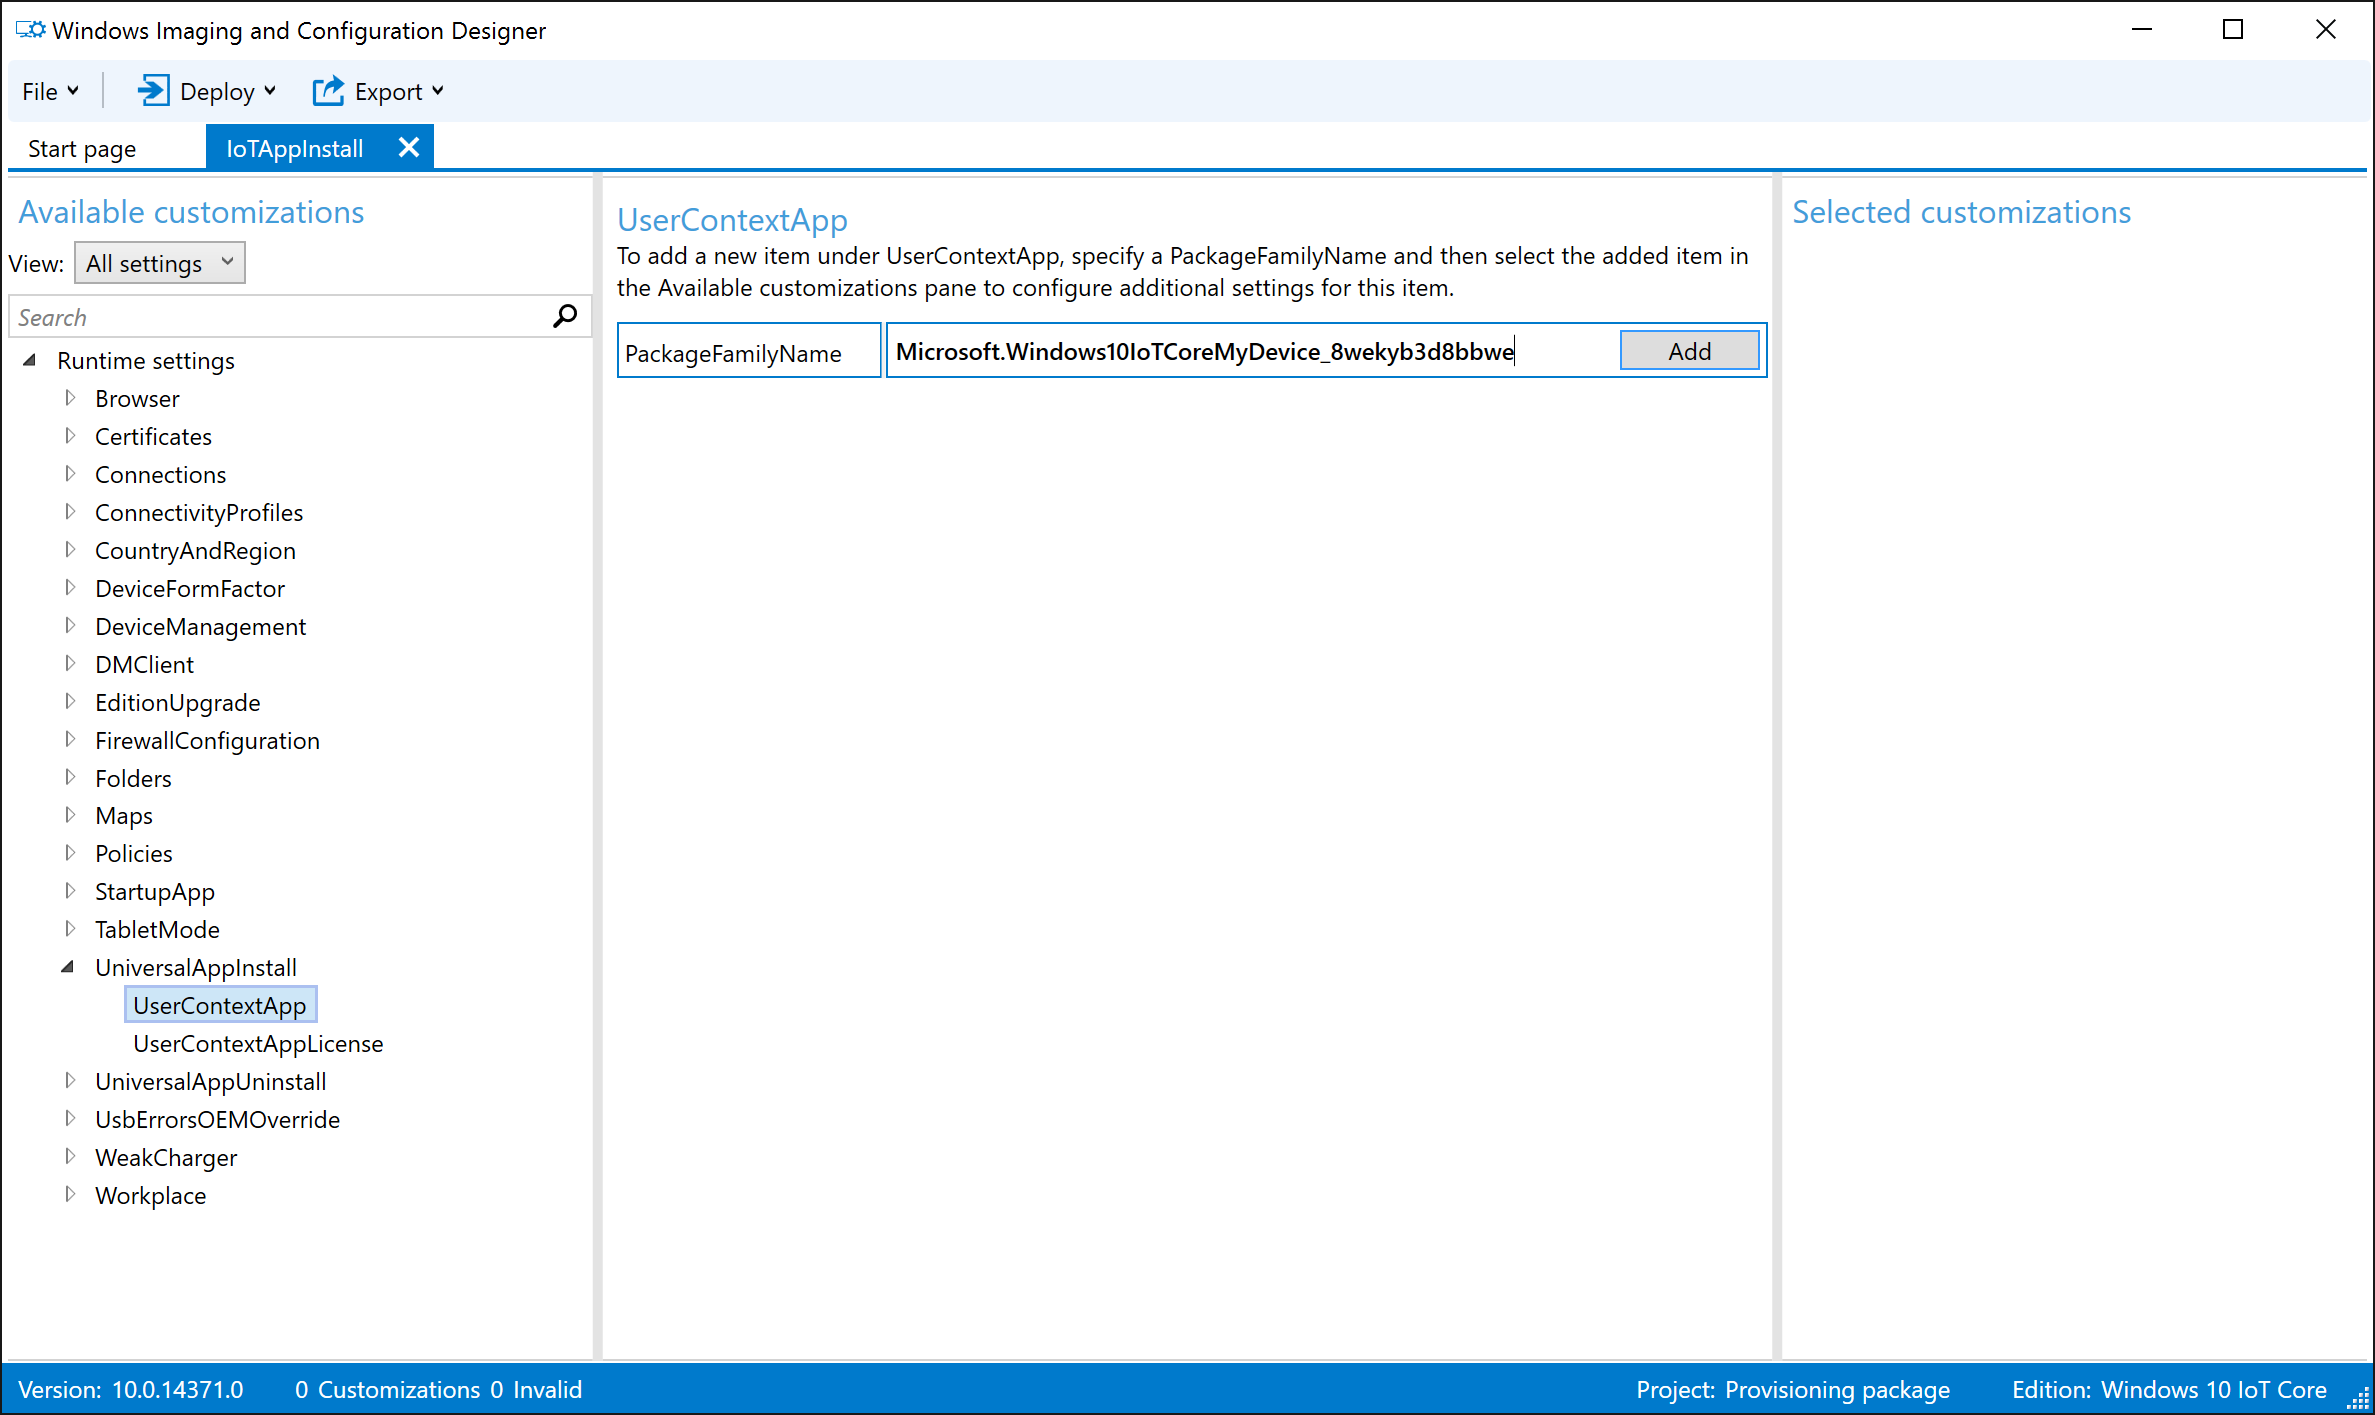 Windows Imaging and Configuration Designer
File Deploy Export
Start page IoTAppInstall
Available customizations
View: All settings
Search
Runtime settings
Browser
Certificates
Connections
ConnectivityProfiles
CountryAndRegion
DeviceFormFactor
DeviceManagement
DMClient
EditionUpgrade
FirewallConfiguration
Folders
Maps
Policies
StartupApp
TabletMode
UniversalAppInstall
UserContextApp
UserContextAppLicense
UniversalAppUninstall
UsbErrorsOEMOverride
WeakCharger
Workplace
UserContextApp
To add a new item under UserContextApp, specify a PackageFamilyName and then select the added item in
the Available customizations pane to configure additional settings for this item.
PackageFamilyName Microsoft.Windows10IoTCoreMyDevice_8wekyb3d8bbwe Add
Selected customizations
Version: 10.0.14371.0 0 Customizations 0 Invalid Project: Provisioning package Edition: Windows 10 IoT Core